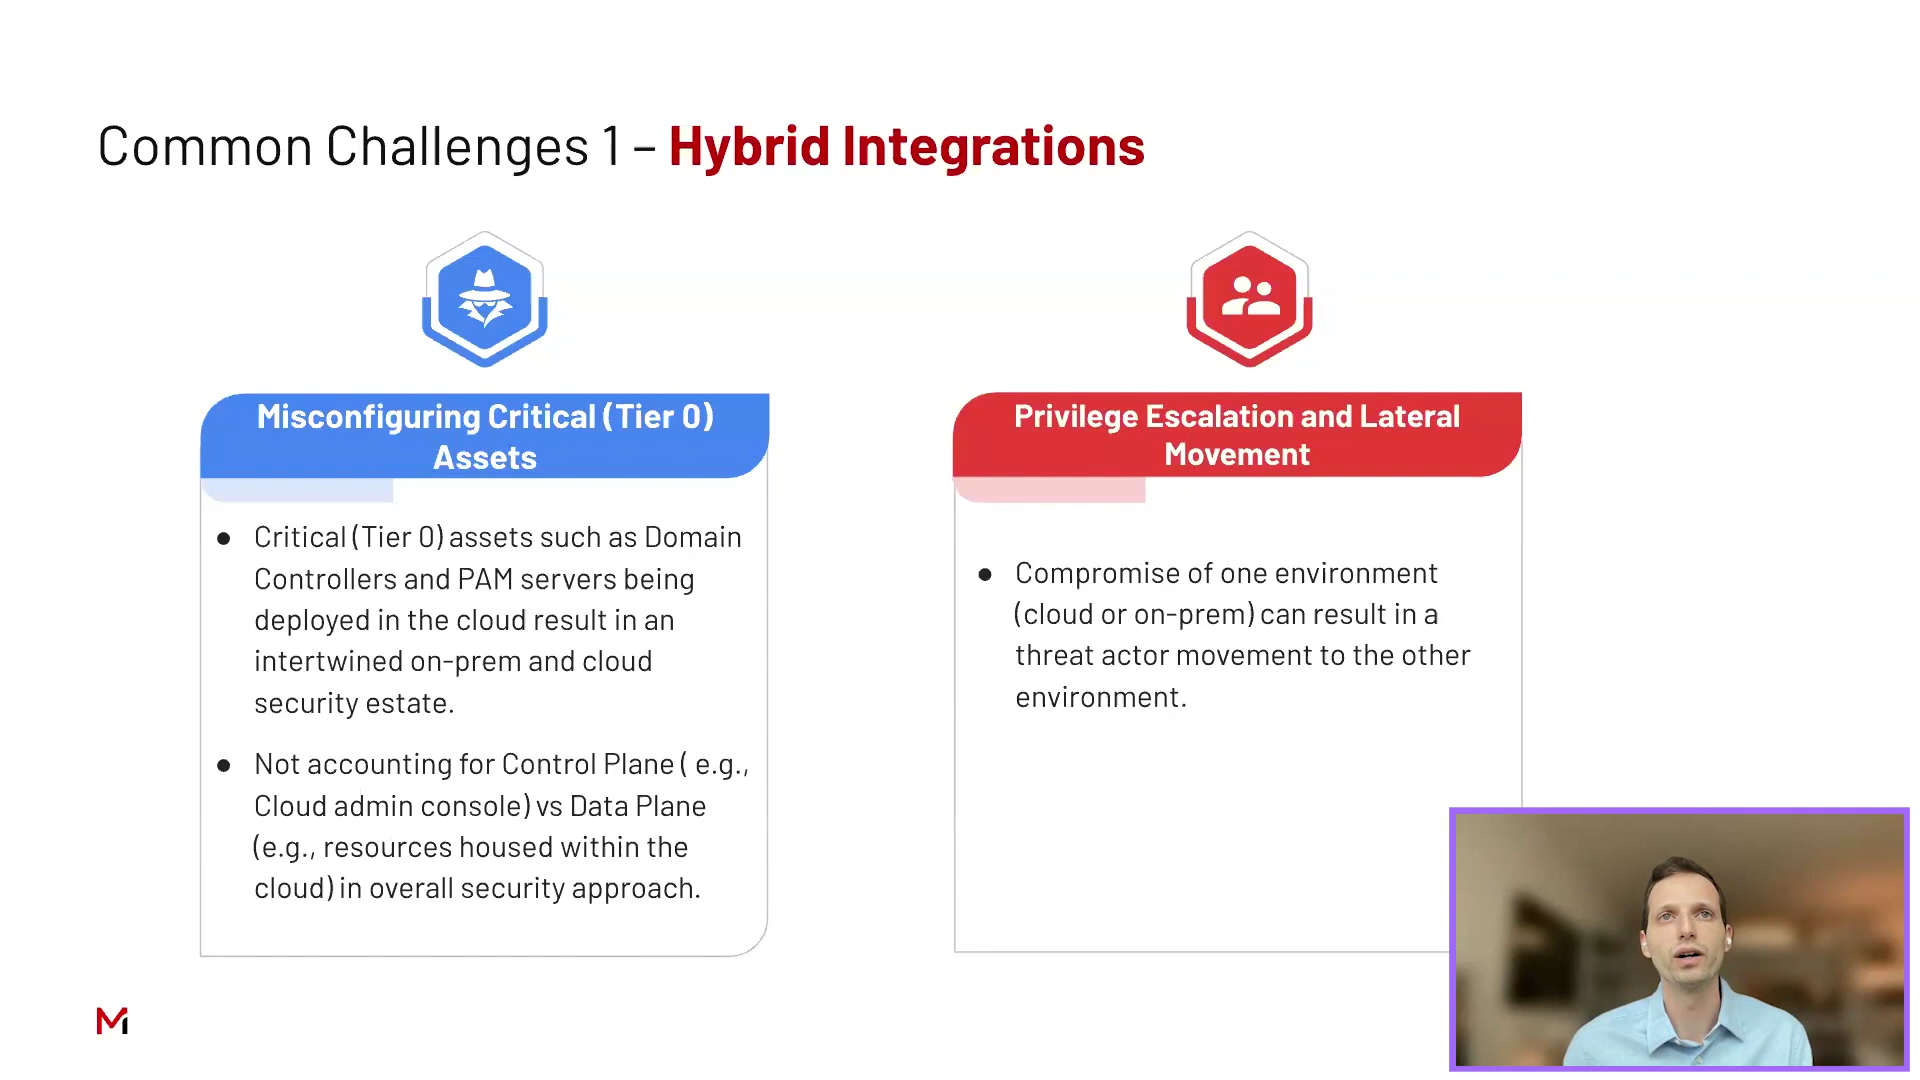 Common Challenges 1 – Hybrid Integrations
Misconfiguring Critical (Tier 0)
Assets
● Critical (Tier 0) assets such as Domain
Controllers and PAM servers being
deployed in the cloud result in an
intertwined on-prem and cloud
security estate.
● Not accounting for Control Plane ( e.g.,
Cloud admin console) vs Data Plane
(e.g., resources housed within the
cloud) in overall security approach.
Privilege Escalation and Lateral
Movement
● Compromise of one environment
(cloud or on-prem) can result in a
threat actor movement to the other
environment.